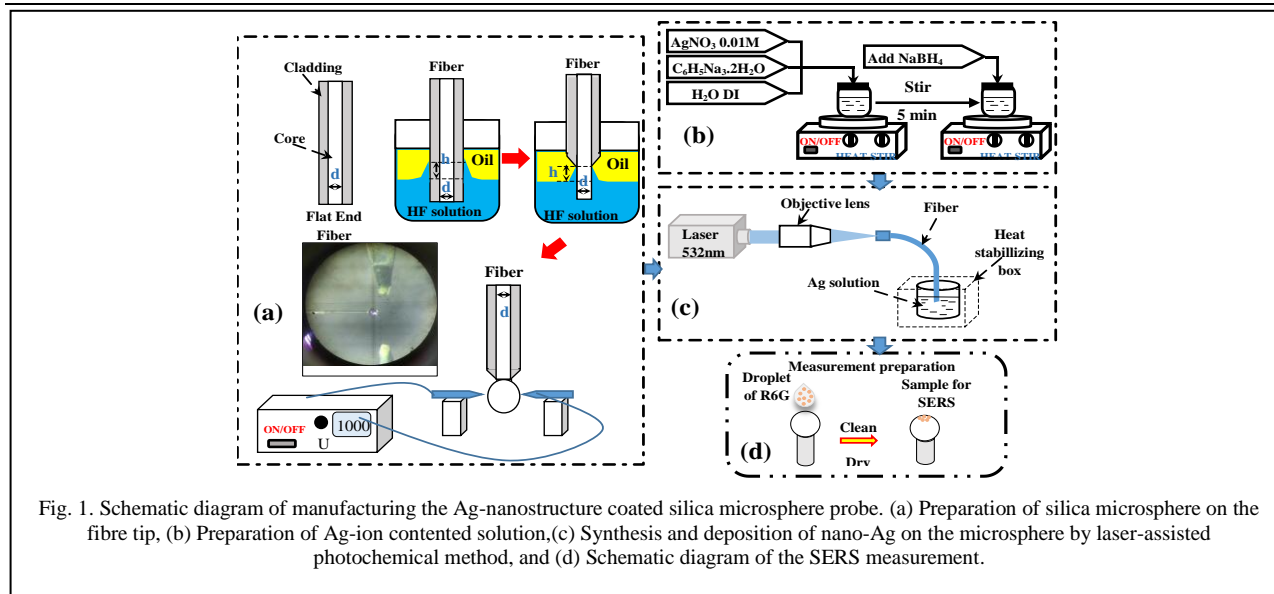 Cladding
Core
d
Flat End
Fiber
Fiber
h
Oil
d
HF solution
Fiber
h
Oil
d
HF solution
(a)
Fiber
d
ON/OFF
U
1000
AgNO₃ 0.01M
C₆H₅Na₃.2H₂O
H₂O DI
Add NaBH₄
Stir
5 min
(b)
ON/OFF
HEAT STIR
ON/OFF
HEAT STIR
Laser
532nm
Objective lens
Fiber
Ag solution
Heat
stabillizing
box
(c)
Measurement preparation
Droplet
of R6G
Clean
Dry
Sample for
SERS
(d)
Fig. 1. Schematic diagram of manufacturing the Ag-nanostructure coated silica microsphere probe. (a) Preparation of silica microsphere on the
fibre tip, (b) Preparation of Ag-ion contented solution,(c) Synthesis and deposition of nano-Ag on the microsphere by laser-assisted
photochemical method, and (d) Schematic diagram of the SERS measurement.